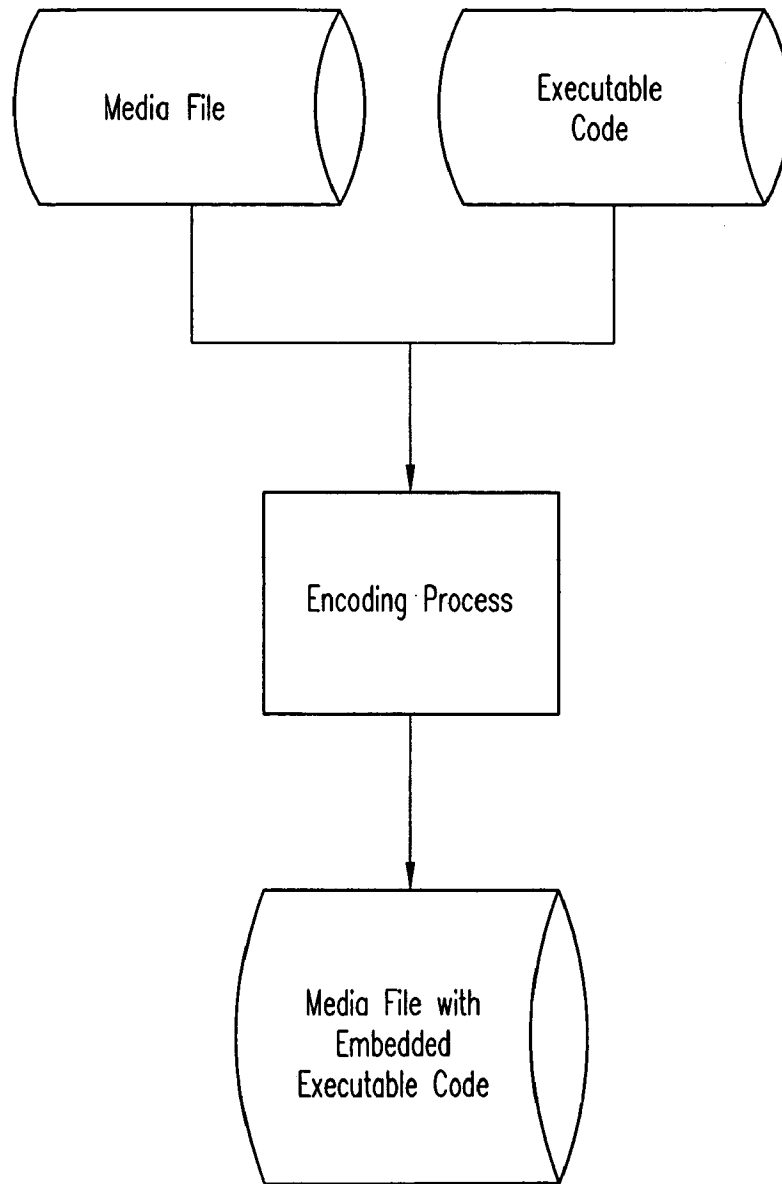 Media File
Executable
Code
Encoding Process
Media File with
Embedded
Executable Code